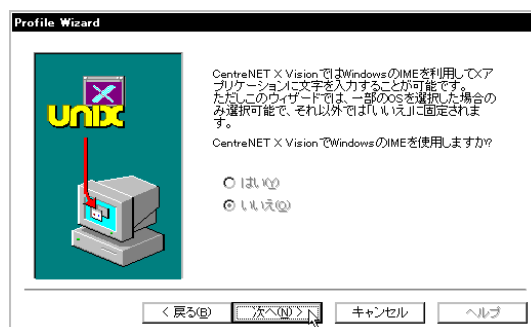 Profile Wizard
CentreNET X VisionではWindowsのIMEを利用してXア
プリケーションに文字を入力することが可能です。
ただしこのウィザードでは、一部のOSを選択した場合の
み選択可能で、それ以外では「いいえ」に固定されま
す。
CentreNET X VisionでWindowsのIMEを使用しますか?
UNIX
はい(Y)
いいえ(O)
< 戻る(B)
次へ(N) >
キャンセル
ヘルプ